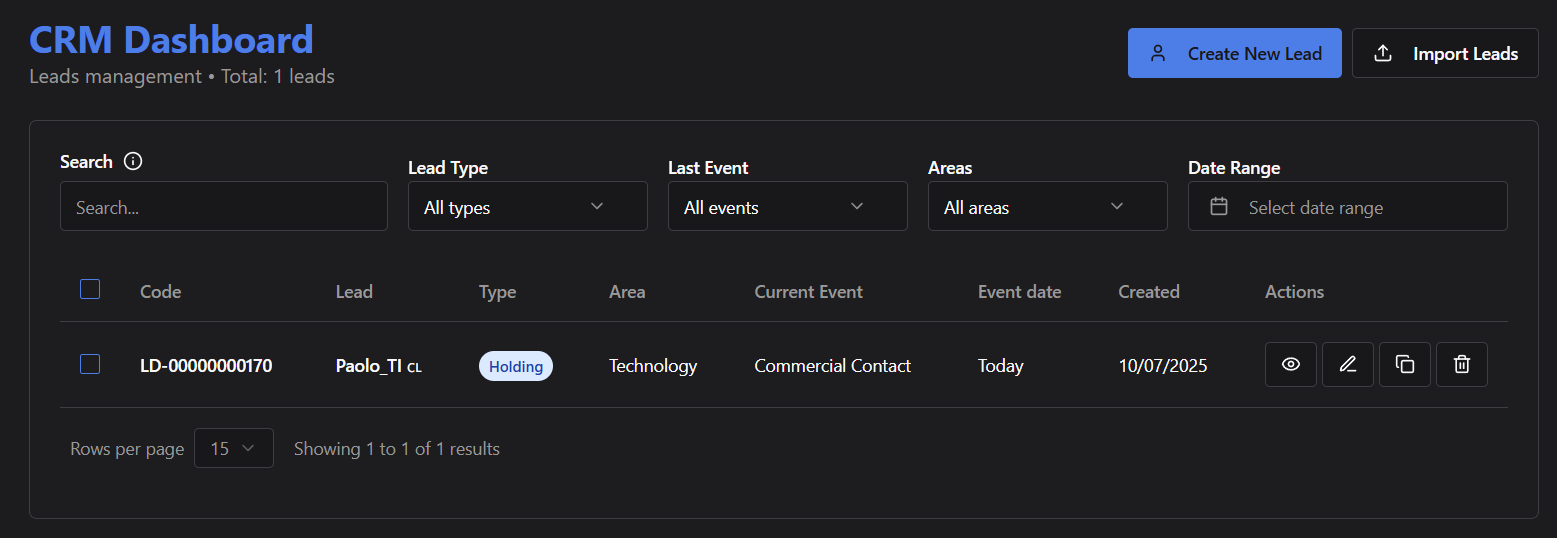 CRM Dashboard
Leads management • Total: 1 leads
Create New Lead
Import Leads
Search
Lead Type
Last Event
Areas
Date Range
Search...
All types
All events
All areas
Select date range
Code Lead Type Area Current Event Event date Created Actions
LD-00000000170 Paolo_TI CL Holding Technology Commercial Contact Today 10/07/2025
Rows per page 15 Showing 1 to 1 of 1 results